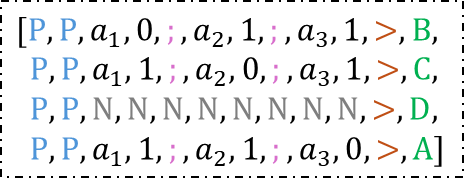 [P, P, a₁, 0, ;, a₂, 1, ;, a₃, 1, >, B,
P, P, a₁, 1, ;, a₂, 0, ;, a₃, 1, >, C,
P, P, N, N, N, N, N, N, N, N, >, D,
P, P, a₁, 1, ;, a₂, 1, ;, a₃, 0, >, A]